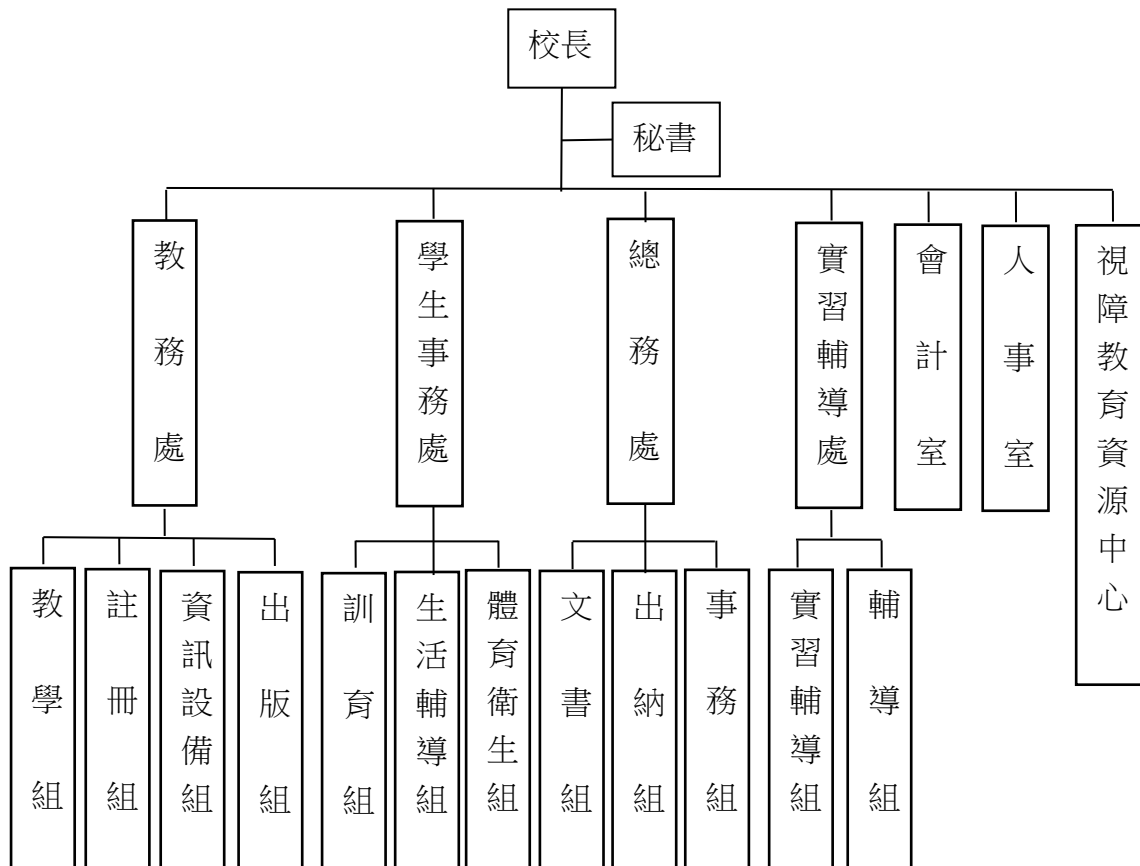 校長
秘書
教務處
學生事務處
總務處
實習輔導處
會計室
人事室
視障教育資源中心
教學組
註冊組
資訊設備組
出版組
訓育組
生活輔導組
體育衛生組
文書組
出納組
事務組
實習輔導組
輔導組